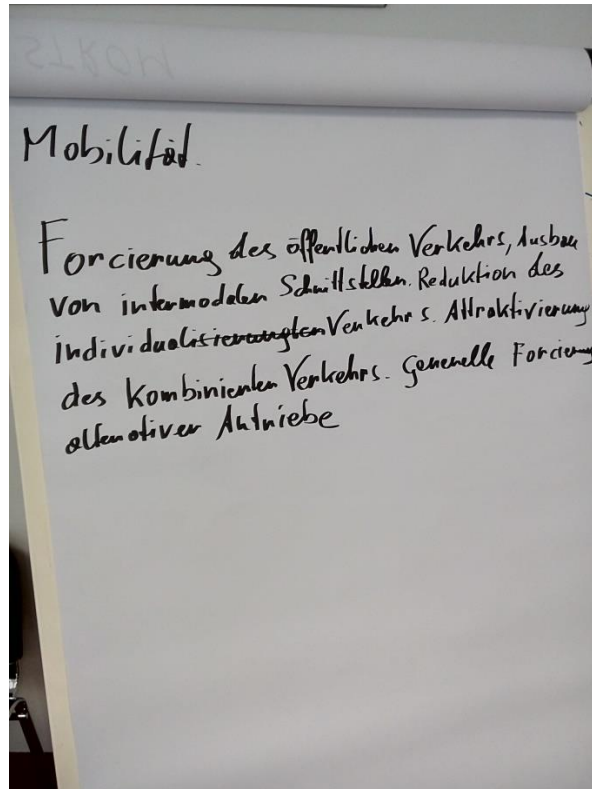 Mobilität.
Forcierung des öffentlichen Verkehrs, Ausbau
von intermodalen Schnittstellen. Reduktion des
individualisierungten Verkehrs. Attraktivierung
des Kombinierten Verkehrs. Generelle Forcierung
alternativer Antriebe